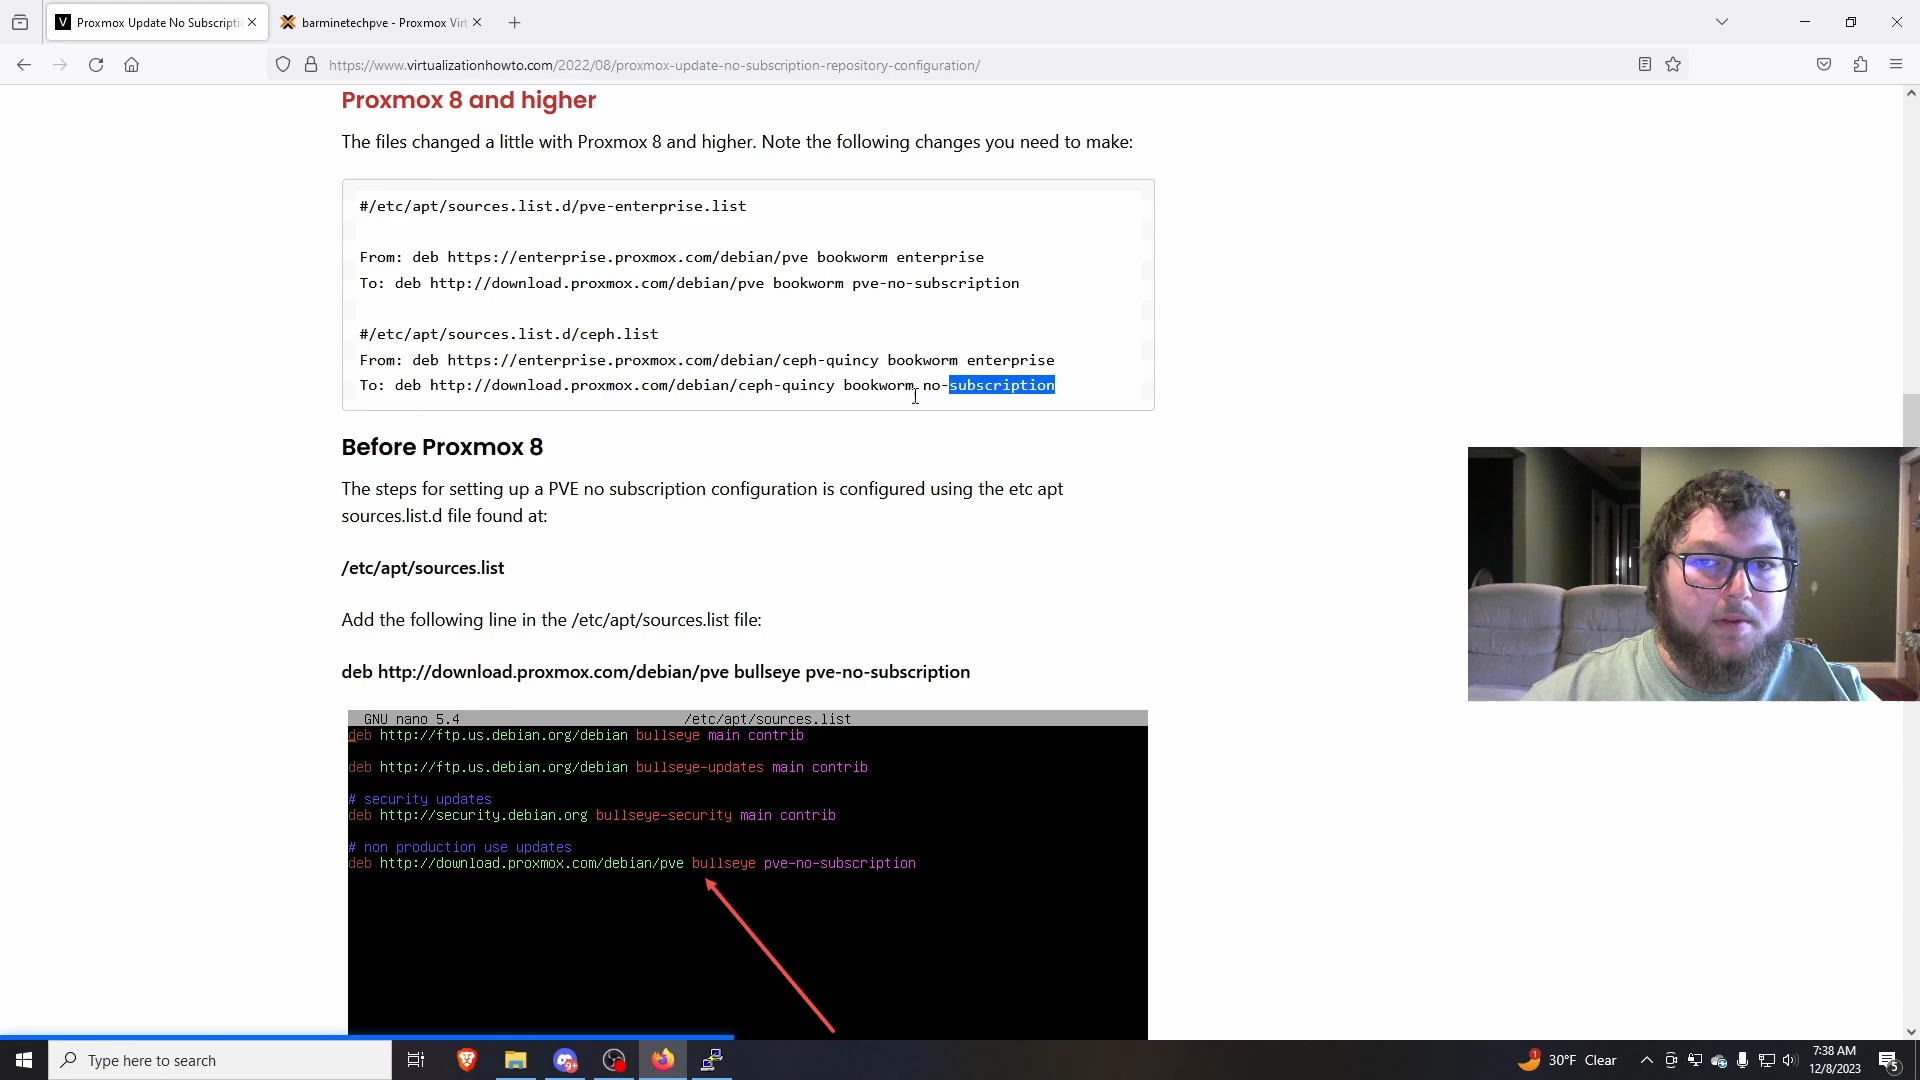 Proxmox Update No Subscripti
barminetechpve - Proxmox Virt
https://www.virtualizationhowto.com/2022/08/proxmox-update-no-subscription-repository-configuration/
Proxmox 8 and higher
The files changed a little with Proxmox 8 and higher. Note the following changes you need to make:
#/etc/apt/sources.list.d/pve-enterprise.list
From: deb https://enterprise.proxmox.com/debian/pve bookworm enterprise
To: deb http://download.proxmox.com/debian/pve bookworm pve-no-subscription
#/etc/apt/sources.list.d/ceph.list
From: deb https://enterprise.proxmox.com/debian/ceph-quincy bookworm enterprise
To: deb http://download.proxmox.com/debian/ceph-quincy bookworm no-subscription
Before Proxmox 8
The steps for setting up a PVE no subscription configuration is configured using the etc apt
sources.list.d file found at:
/etc/apt/sources.list
Add the following line in the /etc/apt/sources.list file:
deb http://download.proxmox.com/debian/pve bullseye pve-no-subscription
GNU nano 5.4 /etc/apt/sources.list
deb http://ftp.us.debian.org/debian bullseye main contrib
deb http://ftp.us.debian.org/debian bullseye-updates main contrib
# security updates
deb http://security.debian.org bullseye-security main contrib
# non production use updates
deb http://download.proxmox.com/debian/pve bullseye pve-no-subscription
Type here to search
9+
1
30°F Clear
7:38 AM
12/8/2023
5